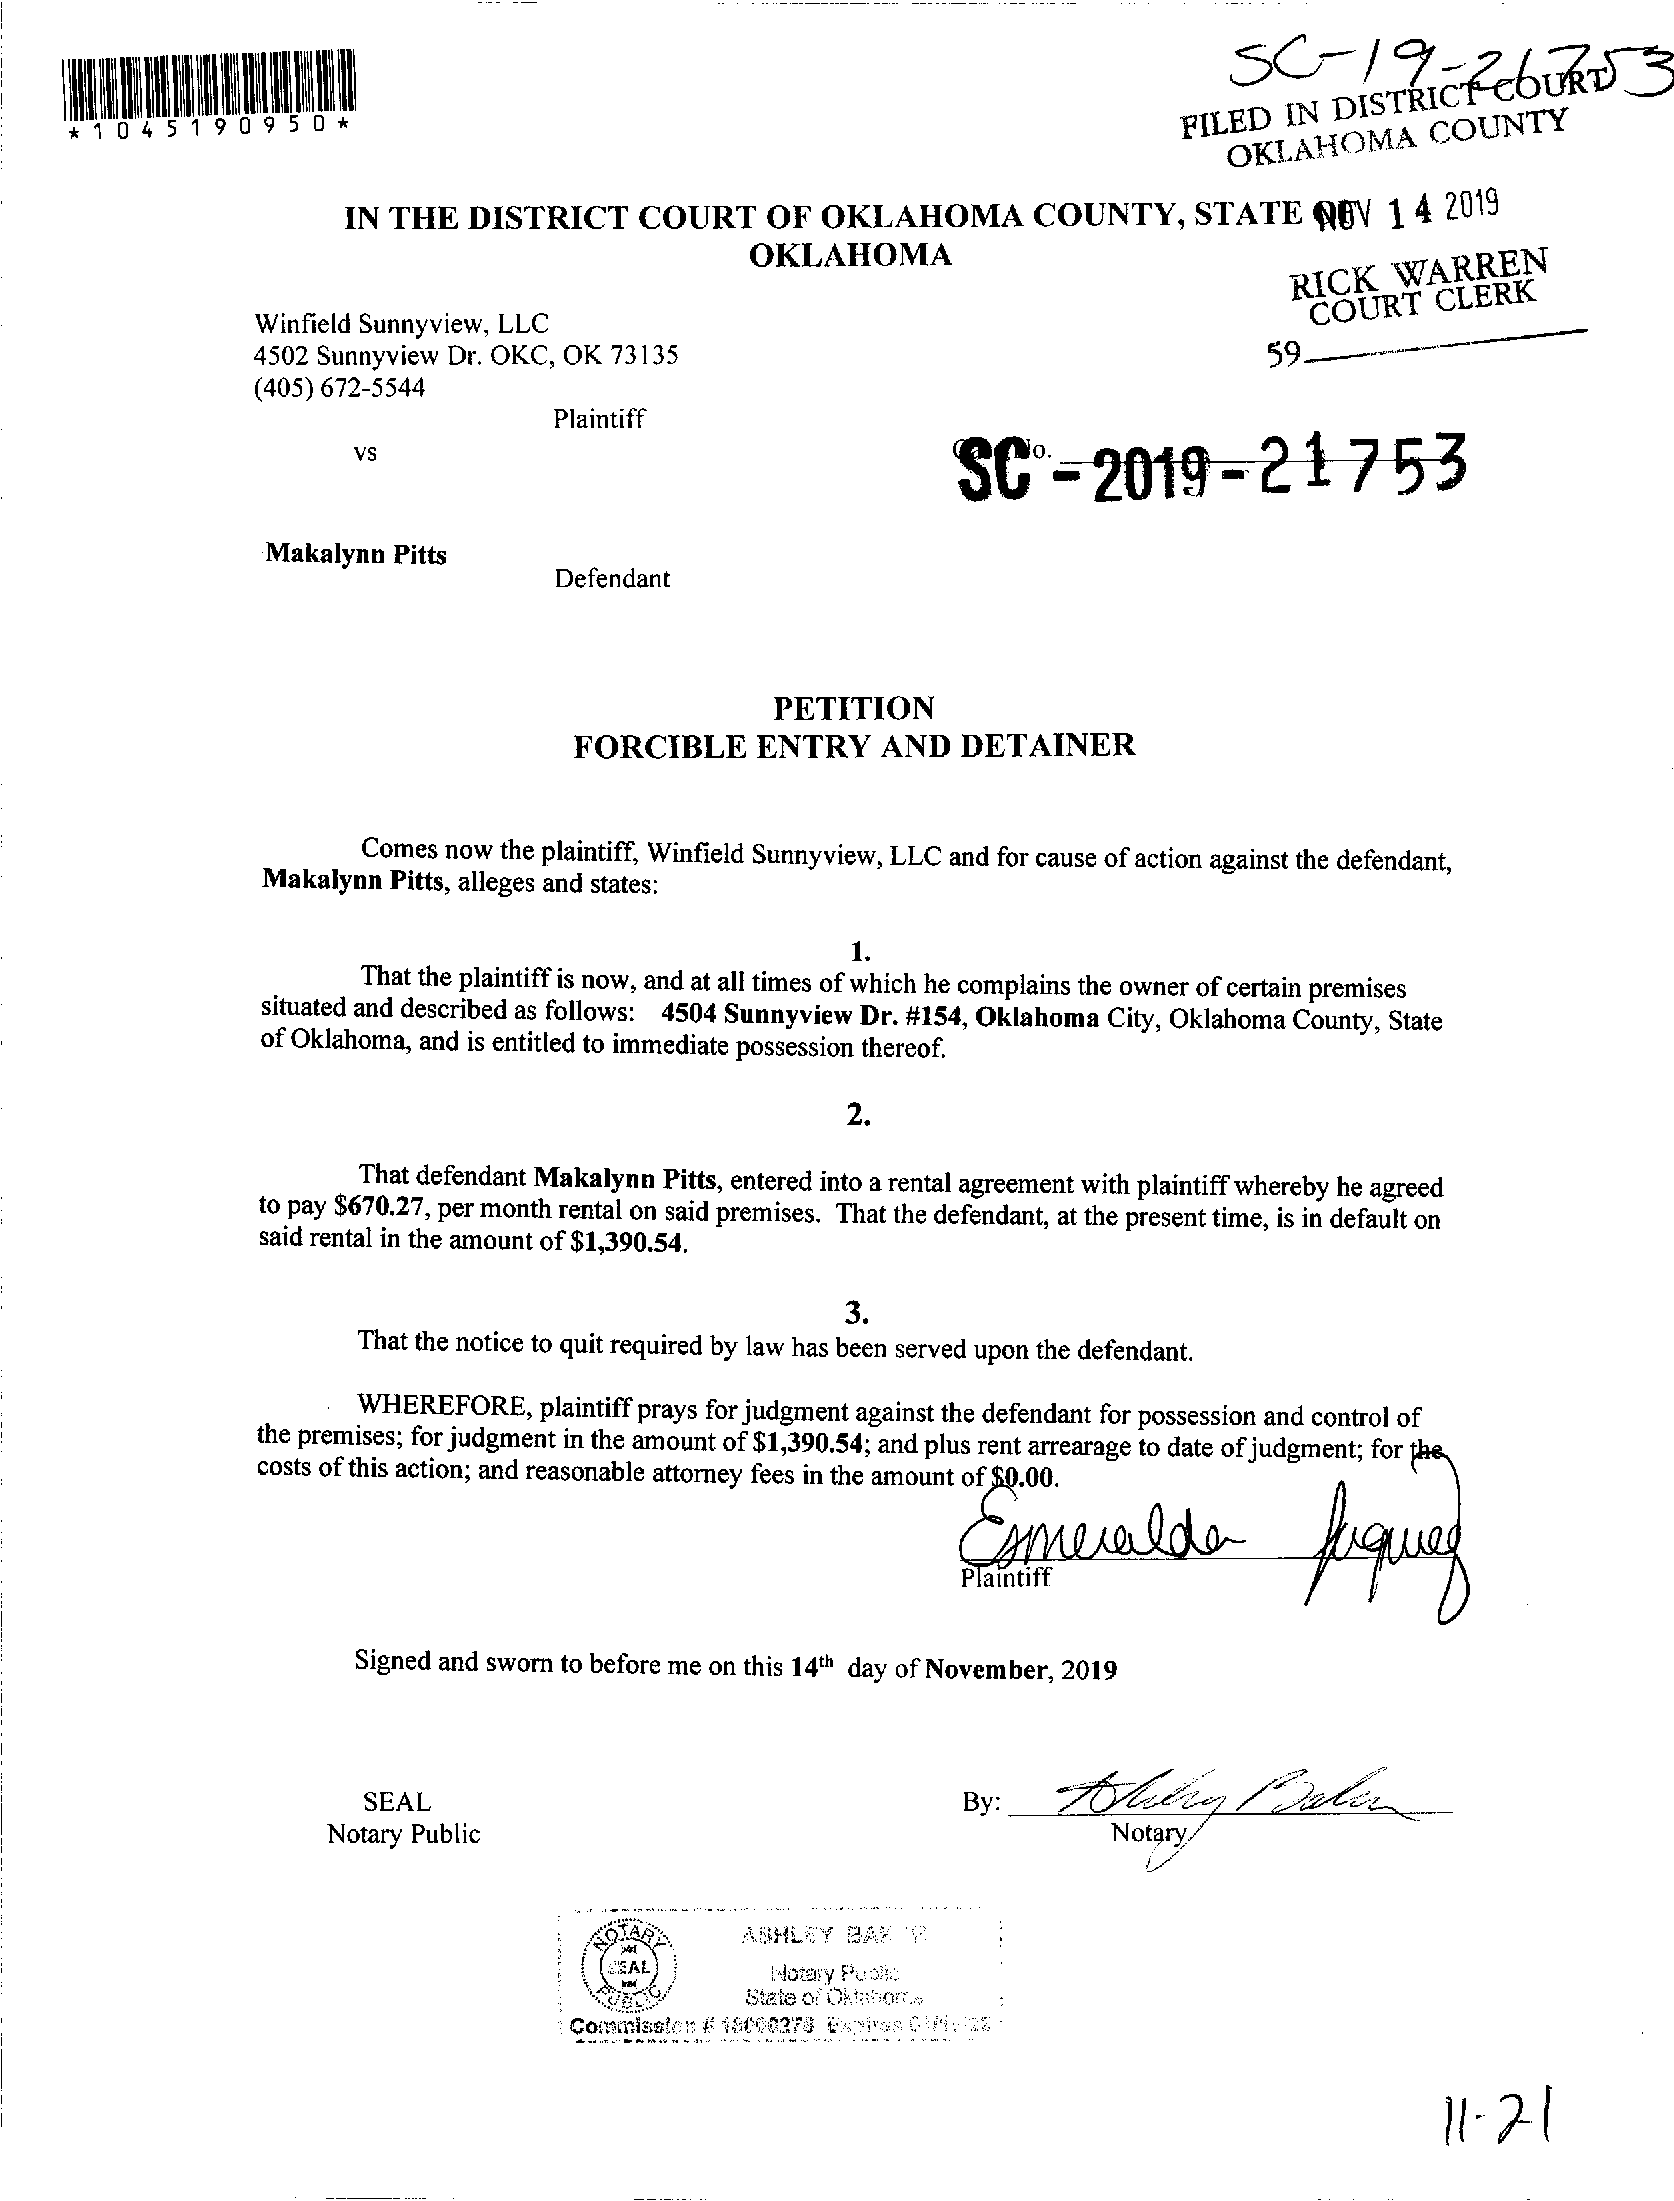 SC-19-21753
*1045190950*
FILED IN DISTRICT COURT
OKLAHOMA COUNTY
IN THE DISTRICT COURT OF OKLAHOMA COUNTY, STATE OF
NOV 14 2019
OKLAHOMA
RICK WARREN
COURT CLERK
59
Winfield Sunnyview, LLC
4502 Sunnyview Dr. OKC, OK 73135
(405) 672-5544
Plaintiff
vs
No.
SC - 2019 - 21753
Makalynn Pitts
Defendant
PETITION
FORCIBLE ENTRY AND DETAINER
Comes now the plaintiff, Winfield Sunnyview, LLC and for cause of action against the defendant,
Makalynn Pitts, alleges and states:
1.
That the plaintiff is now, and at all times of which he complains the owner of certain premises
situated and described as follows: 4504 Sunnyview Dr. #154, Oklahoma City, Oklahoma County, State
of Oklahoma, and is entitled to immediate possession thereof.
2.
That defendant Makalynn Pitts, entered into a rental agreement with plaintiff whereby he agreed
to pay $670.27, per month rental on said premises. That the defendant, at the present time, is in default on
said rental in the amount of $1,390.54.
3.
That the notice to quit required by law has been served upon the defendant.
WHEREFORE, plaintiff prays for judgment against the defendant for possession and control of
the premises; for judgment in the amount of $1,390.54; and plus rent arrearage to date of judgment; for the
costs of this action; and reasonable attorney fees in the amount of $0.00.
Esmeralda
Plaintiff
Signed and sworn to before me on this 14th day of November, 2019
SEAL
Notary Public
By: Ashley Baker
Notary
NOTARY
SEAL
PUBLIC
ASHLEY BAKER
Notary Public
State of Oklahoma
Commission # 18000278 Expires
11-21